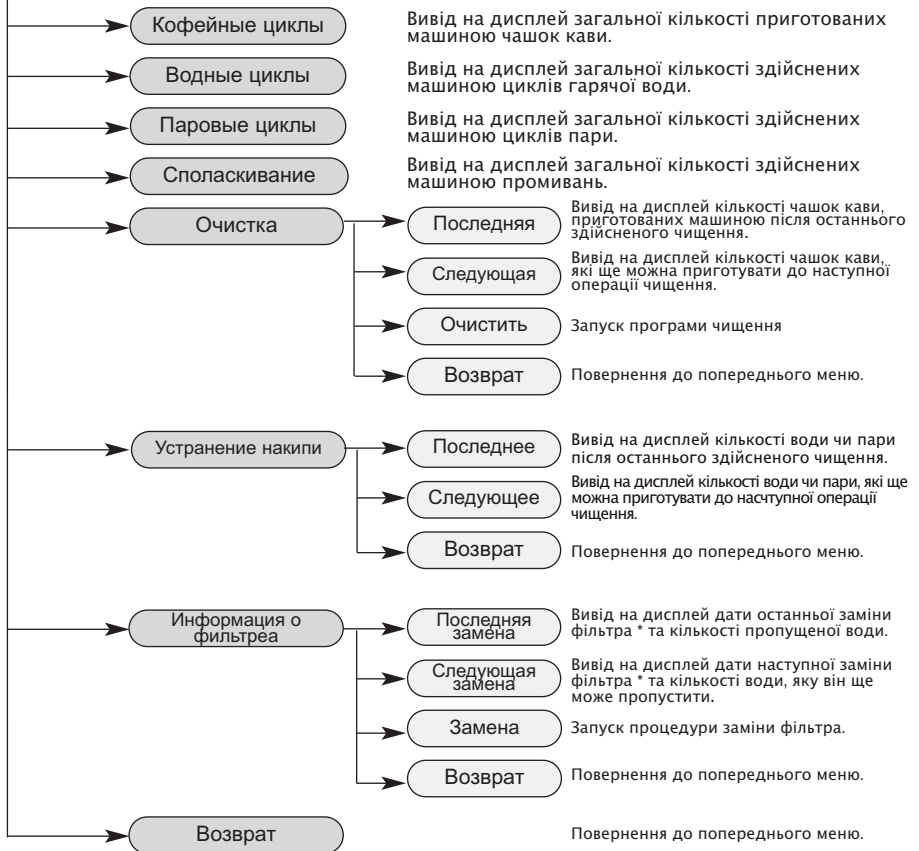 Кофейные циклы
Вивід на дисплей загальної кількості приготованих
машиною чашок кави.
Водные циклы
Вивід на дисплей загальної кількості здійснених
машиною циклів гарячої води.
Паровые циклы
Вивід на дисплей загальної кількості здійснених
машиною циклів пари.
Споласкивание
Вивід на дисплей загальної кількості здійснених
машиною промивань.
Очистка
Последняя
Вивід на дисплей кількості чашок кави,
приготованих машиною після останнього
здійсненого чищення.
Следующая
Вивід на дисплей кількості чашок кави,
які ще можна приготувати до наступної
операції чищення.
Очистить
Запуск програми чищення
Возврат
Повернення до попереднього меню.
Устранение накипи
Последнее
Вивід на дисплей кількості води чи пари
після останнього здійсненого чищення.
Следующее
Вивід на дисплей кількості води чи пари, які ще
можна приготувати до насчтупної операції
чищення.
Возврат
Повернення до попереднього меню.
Информация о
фильтреа
Последняя
замена
Вивід на дисплей дати останньої заміни
фільтра * та кількості пропущеної води.
Следующая
замена
Вивід на дисплей дати наступної заміни
фільтра * та кількості води, яку він ще
може пропустити.
Замена
Запуск процедури заміни фільтра.
Возврат
Повернення до попереднього меню.
Возврат
Повернення до попереднього меню.